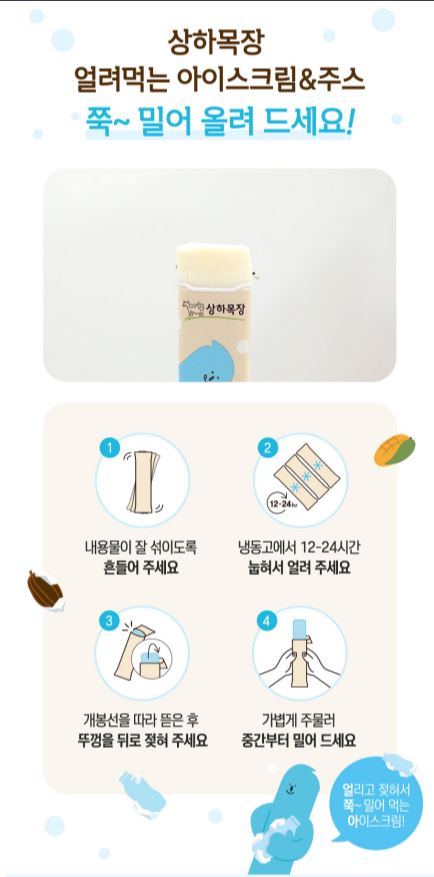 상하목장
얼려먹는 아이스크림&주스
쭉~ 밀어 올려 드세요!
상하목장
1
내용물이 잘 섞이도록
흔들어 주세요
2
12-24hr
냉동고에서 12-24시간
눕혀서 얼려 주세요
3
개봉선을 따라 뜯은 후
뚜껑을 뒤로 젖혀 주세요
4
가볍게 주물러
중간부터 밀어 드세요
얼리고 젖혀서
쭉~ 밀어 먹는
아이스크림!